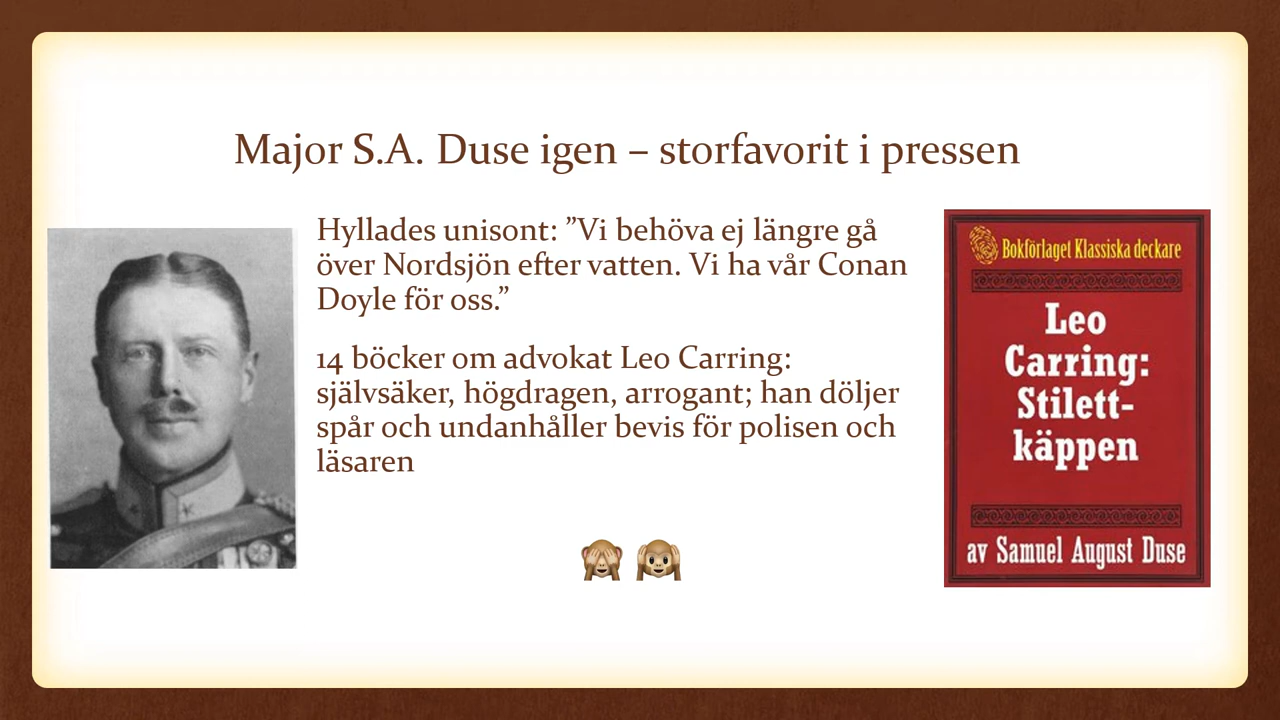 Major S.A. Duse igen – storfavorit i pressen
Hyllades unisont: ”Vi behöva ej längre gå
över Nordsjön efter vatten. Vi ha vår Conan
Doyle för oss.”
14 böcker om advokat Leo Carring:
självsäker, högdragen, arrogant; han döljer
spår och undanhåller bevis för polisen och
läsaren
Bokförlaget Klassiska deckare
Leo
Carring:
Stilett-
käppen
av Samuel August Duse